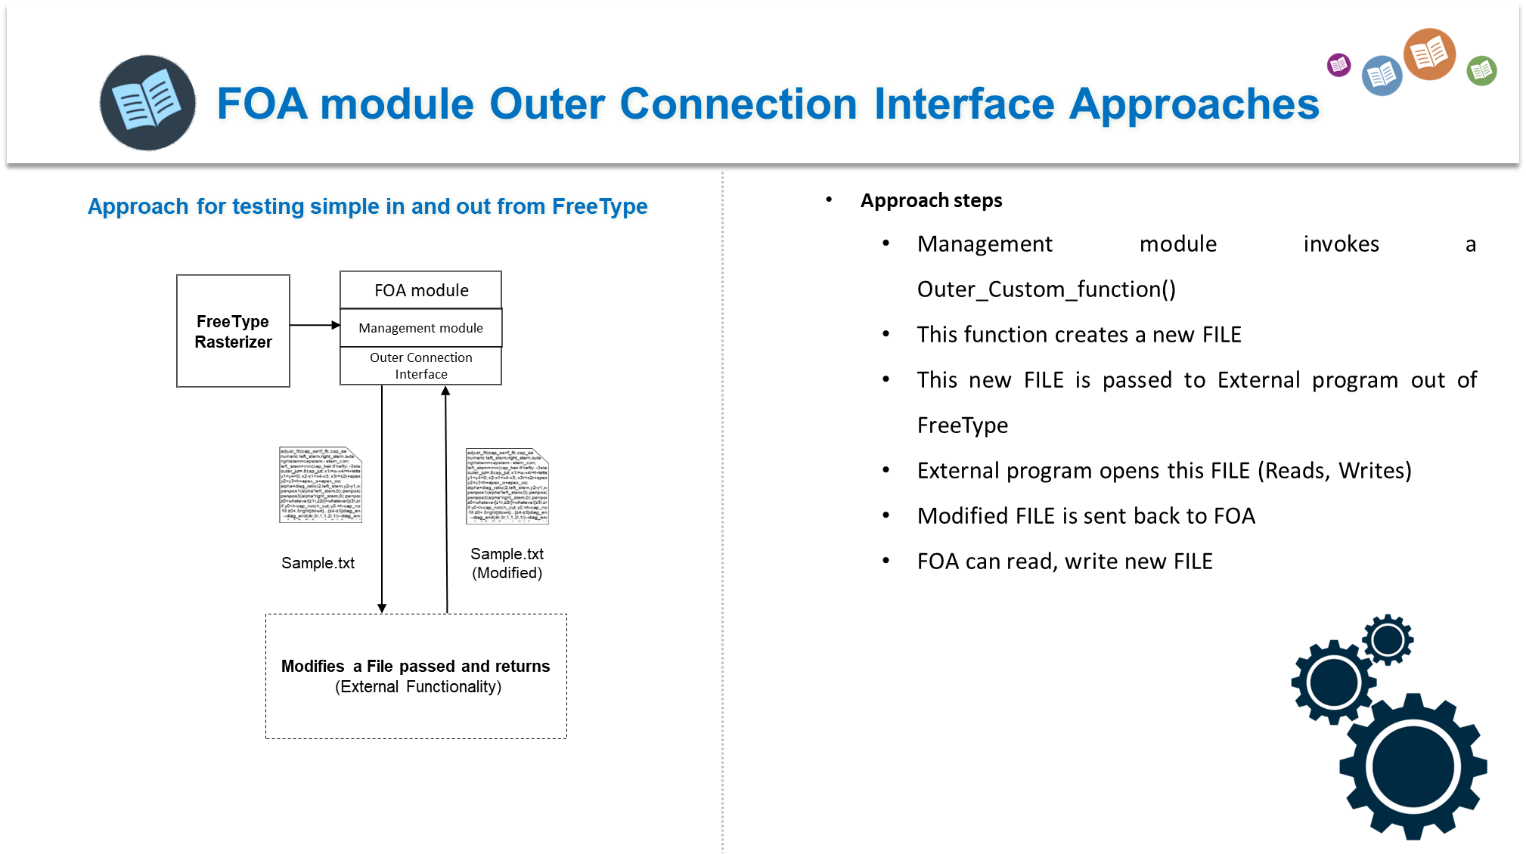 FOA module Outer Connection Interface Approaches
Approach for testing simple in and out from FreeType
FreeType
Rasterizer
FOA module
Management module
Outer Connection
Interface
Sample.txt
Sample.txt
(Modified)
Modifies a File passed and returns
(External Functionality)
• Approach steps
• Management module invokes a
Outer_Custom_function()
• This function creates a new FILE
• This new FILE is passed to External program out of
FreeType
• External program opens this FILE (Reads, Writes)
• Modified FILE is sent back to FOA
• FOA can read, write new FILE